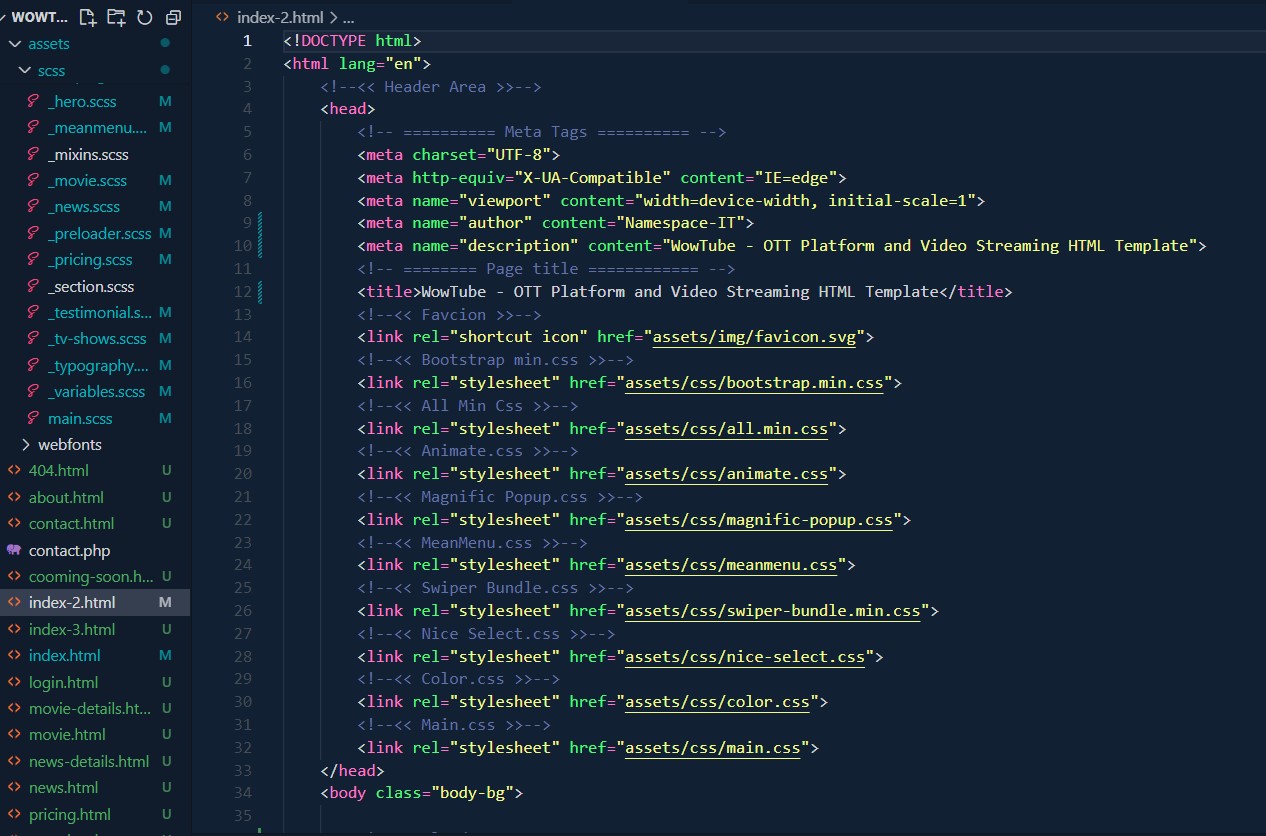 WOWT...
assets
scss
_hero.scss M
_meanmenu.... M
_mixins.scss
_movie.scss M
_news.scss M
_preloader.scss M
_pricing.scss M
_section.scss
_testimonial.s... M
_tv-shows.scss M
_typography.... M
_variables.scss M
main.scss M
webfonts
404.html U
about.html U
contact.html U
contact.php
cooming-soon.h... U
index-2.html M
index-3.html U
index.html M
login.html U
movie-details.ht... U
movie.html U
news-details.html U
news.html U
pricing.html U
index-2.html > ...
1 <!DOCTYPE html>
2 <html lang="en">
3 <!--<< Header Area >>-->
4 <head>
5 <!-- ========== Meta Tags ========== -->
6 <meta charset="UTF-8">
7 <meta http-equiv="X-UA-Compatible" content="IE=edge">
8 <meta name="viewport" content="width=device-width, initial-scale=1">
9 <meta name="author" content="Namespace-IT">
10 <meta name="description" content="WowTube - OTT Platform and Video Streaming HTML Template">
11 <!-- ======== Page title ============ -->
12 <title>WowTube - OTT Platform and Video Streaming HTML Template</title>
13 <!--<< Favcion >>-->
14 <link rel="shortcut icon" href="assets/img/favicon.svg">
15 <!--<< Bootstrap min.css >>-->
16 <link rel="stylesheet" href="assets/css/bootstrap.min.css">
17 <!--<< All Min Css >>-->
18 <link rel="stylesheet" href="assets/css/all.min.css">
19 <!--<< Animate.css >>-->
20 <link rel="stylesheet" href="assets/css/animate.css">
21 <!--<< Magnific Popup.css >>-->
22 <link rel="stylesheet" href="assets/css/magnific-popup.css">
23 <!--<< MeanMenu.css >>-->
24 <link rel="stylesheet" href="assets/css/meanmenu.css">
25 <!--<< Swiper Bundle.css >>-->
26 <link rel="stylesheet" href="assets/css/swiper-bundle.min.css">
27 <!--<< Nice Select.css >>-->
28 <link rel="stylesheet" href="assets/css/nice-select.css">
29 <!--<< Color.css >>-->
30 <link rel="stylesheet" href="assets/css/color.css">
31 <!--<< Main.css >>-->
32 <link rel="stylesheet" href="assets/css/main.css">
33 </head>
34 <body class="body-bg">
35